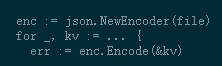 enc := json.NewEncoder(file)
for _, kv := ... {
err := enc.Encode(&kv)